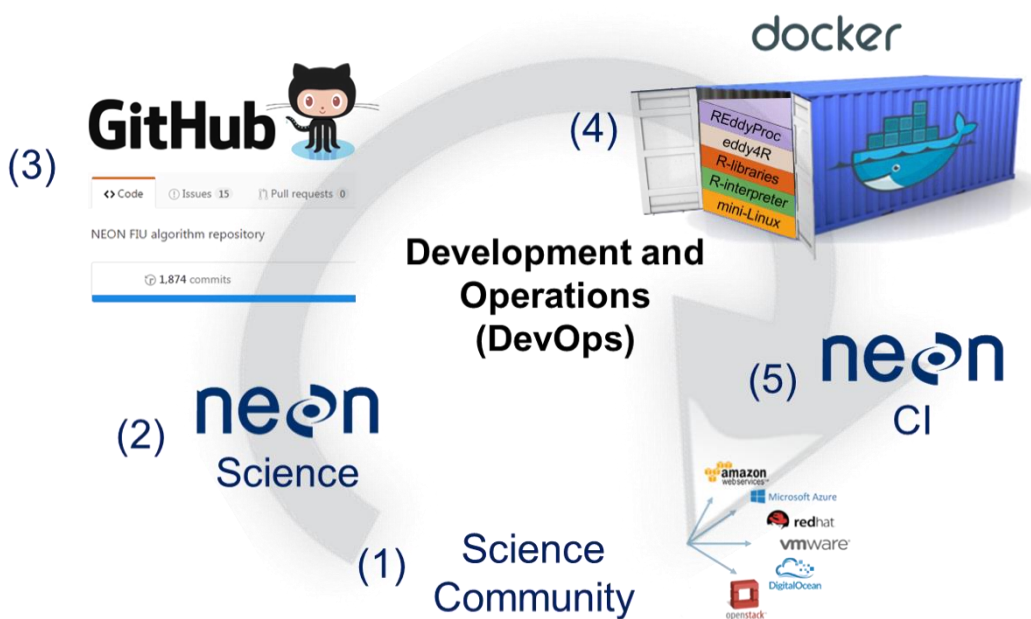 docker
REddyProc
eddy4R
R-libraries
R-interpreter
mini-Linux
(4)
GitHub
(3)
Code
Issues 15
Pull requests 0
NEON FIU algorithm repository
1,874 commits
Development and
Operations
(DevOps)
(5) neon
CI
(2) neon
Science
(1) Science
Community
amazon
webservices™
Microsoft Azure
redhat
vmware®
DigitalOcean
openstack™